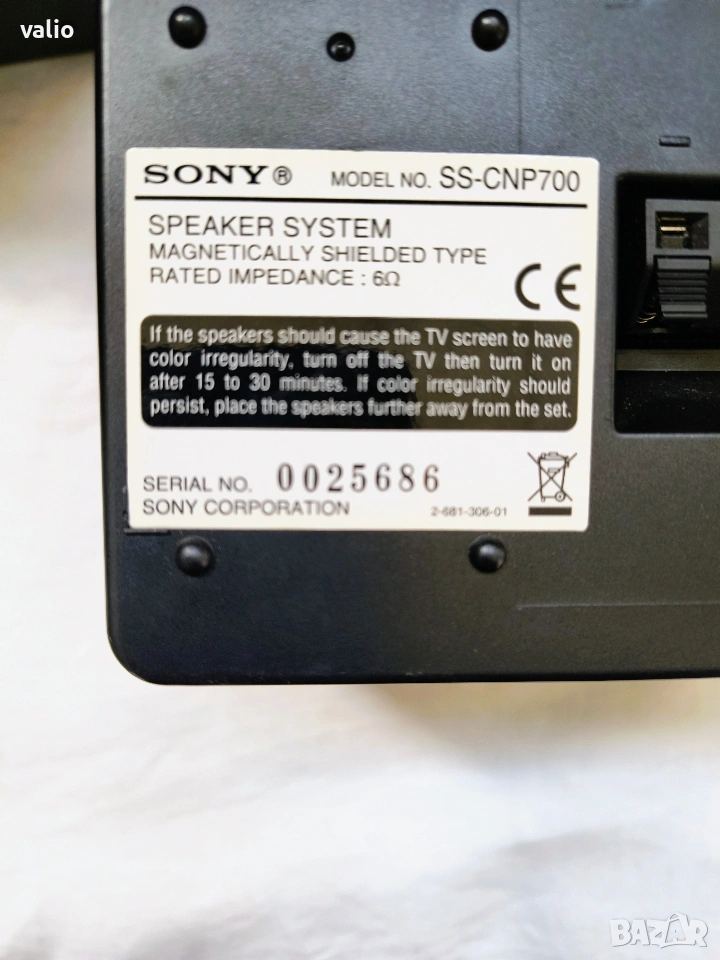 valio
SONY® MODEL NO. SS-CNP700
SPEAKER SYSTEM
MAGNETICALLY SHIELDED TYPE
RATED IMPEDANCE : 6Ω
CE
If the speakers should cause the TV screen to have
color irregularity, turn off the TV then turn it on
after 15 to 30 minutes. If color irregularity should
persist, place the speakers further away from the set.
SERIAL NO. 0025686
SONY CORPORATION 2-681-306-01
BAZAR